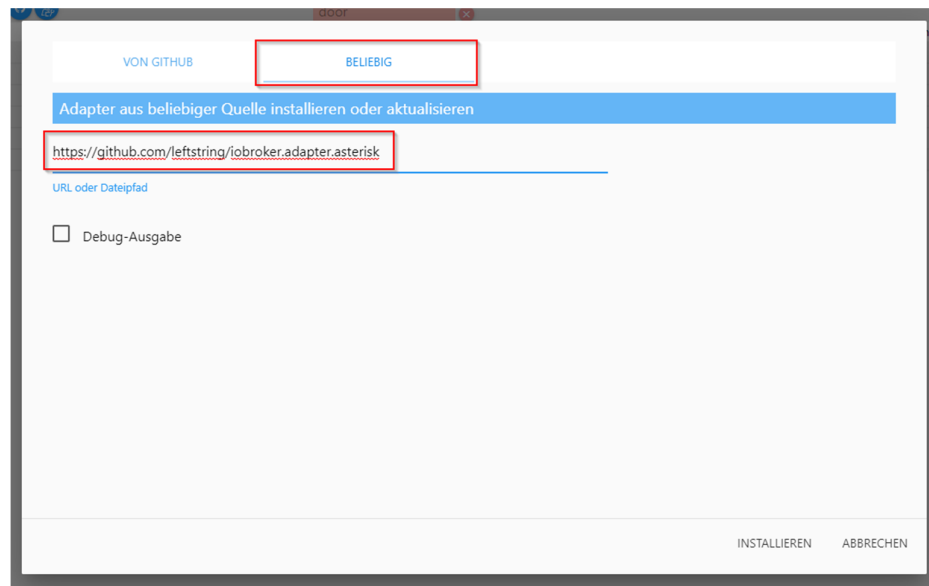 door
VON GITHUB
BELIEBIG
Adapter aus beliebiger Quelle installieren oder aktualisieren
https://github.com/leftstring/iobroker.adapter.asterisk
URL oder Dateipfad
Debug-Ausgabe
INSTALLIEREN
ABBRECHEN